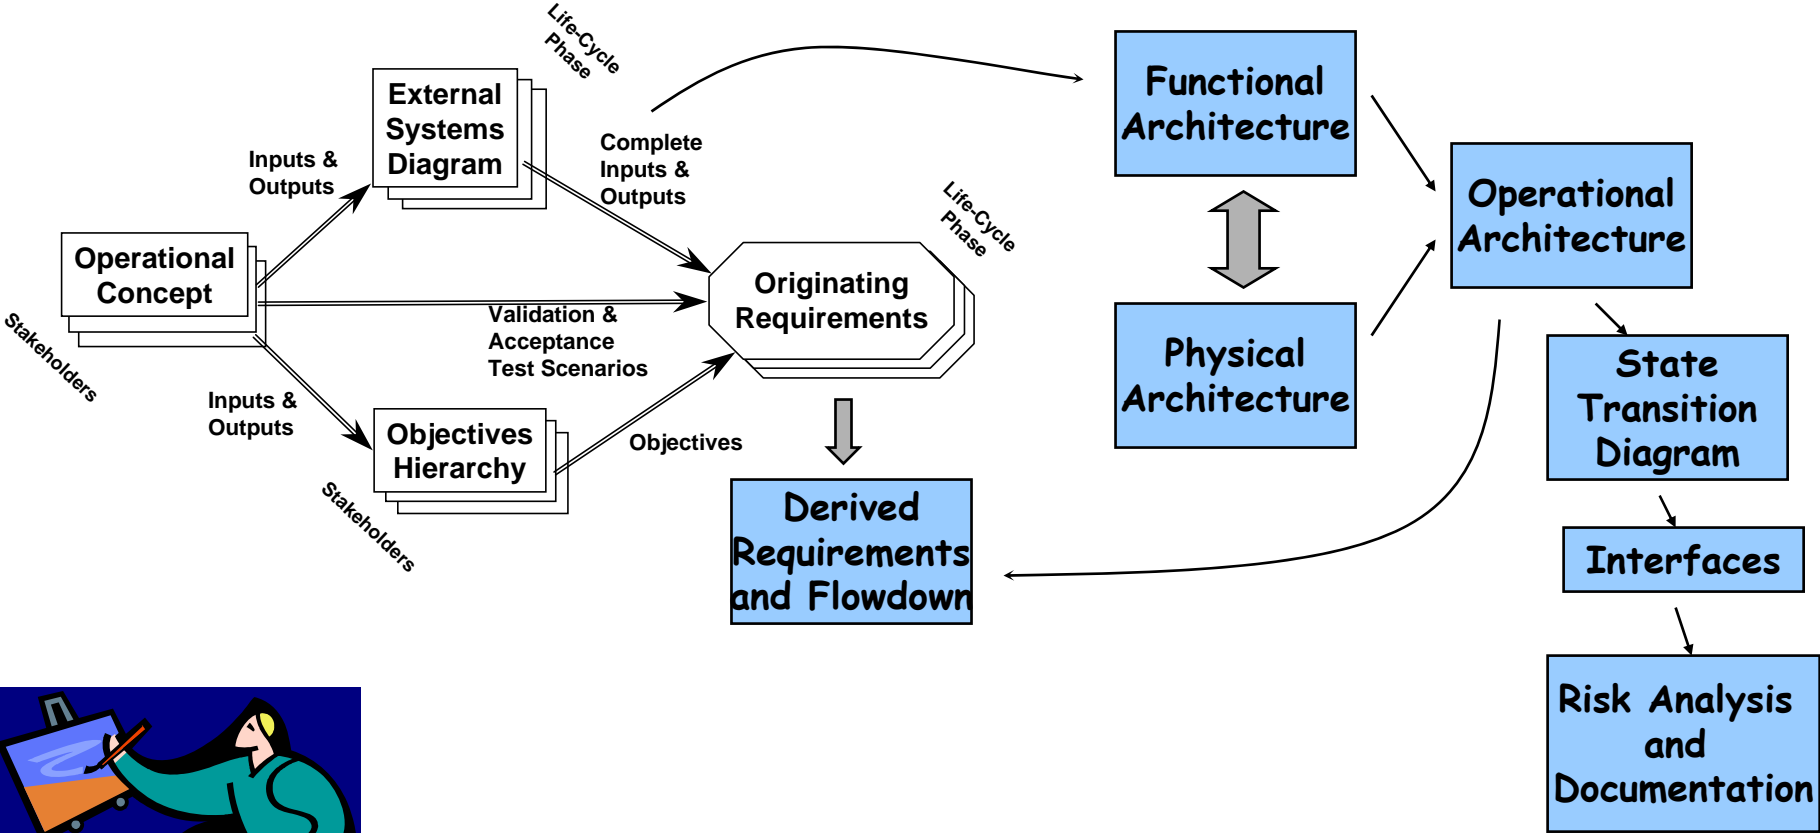 Life-Cycle
Phase
External
Systems
Diagram
Inputs &
Outputs
Complete
Inputs &
Outputs
Operational
Concept
Stakeholders
Validation &
Acceptance
Test Scenarios
Life-Cycle
Phase
Originating
Requirements
Inputs &
Outputs
Objectives
Hierarchy
Stakeholders
Objectives
Derived
Requirements
and Flowdown
Functional
Architecture
Physical
Architecture
Operational
Architecture
State
Transition
Diagram
Interfaces
Risk Analysis
and
Documentation